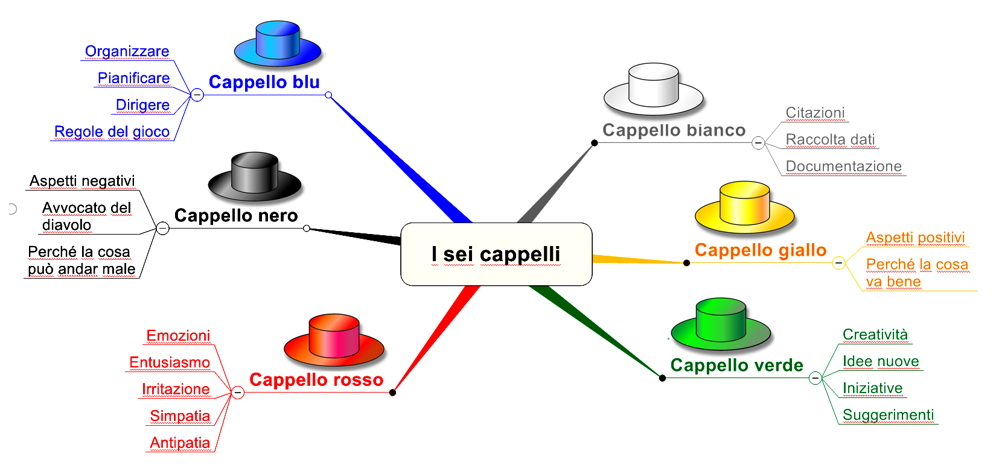 I sei cappelli
Cappello blu
Organizzare
Pianificare
Dirigere
Regole del gioco
Cappello nero
Aspetti negativi
Avvocato del
diavolo
Perché la cosa
può andar male
Cappello rosso
Emozioni
Entusiasmo
Irritazione
Simpatia
Antipatia
Cappello bianco
Citazioni
Raccolta dati
Documentazione
Cappello giallo
Aspetti positivi
Perché la cosa
va bene
Cappello verde
Creatività
Idee nuove
Iniziative
Suggerimenti